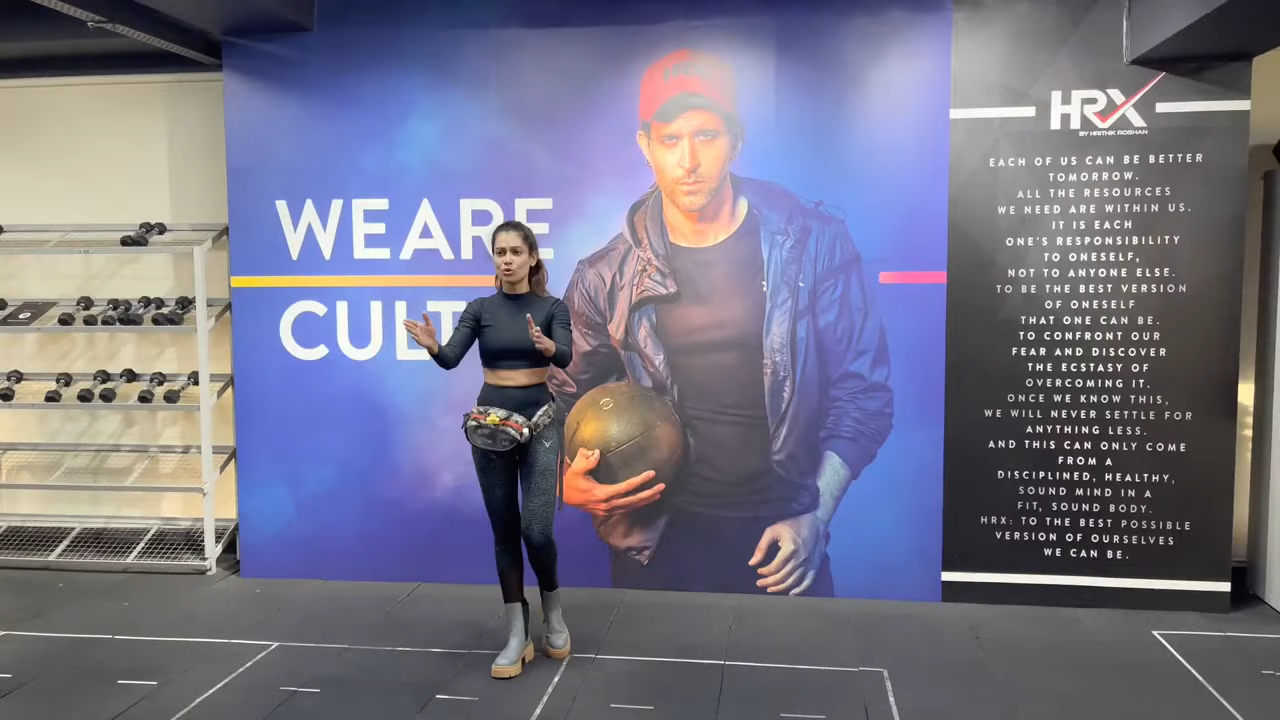 WE ARE
CULT
HRX
BY HRITHIK ROSHAN
EACH OF US CAN BE BETTER
TOMORROW.
ALL THE RESOURCES
WE NEED ARE WITHIN US.
IT IS EACH
ONE'S RESPONSIBILITY
TO ONESELF,
NOT TO ANYONE ELSE.
TO BE THE BEST VERSION
OF ONESELF
THAT ONE CAN BE.
TO CONFRONT OUR
FEAR AND DISCOVER
THE ECSTASY OF
OVERCOMING IT.
ONCE WE KNOW THIS,
WE WILL NEVER SETTLE FOR
ANYTHING LESS.
AND THIS CAN ONLY COME
FROM A
DISCIPLINED, HEALTHY,
SOUND MIND IN A
FIT, SOUND BODY.
HRX: TO THE BEST POSSIBLE
VERSION OF OURSELVES
WE CAN BE.